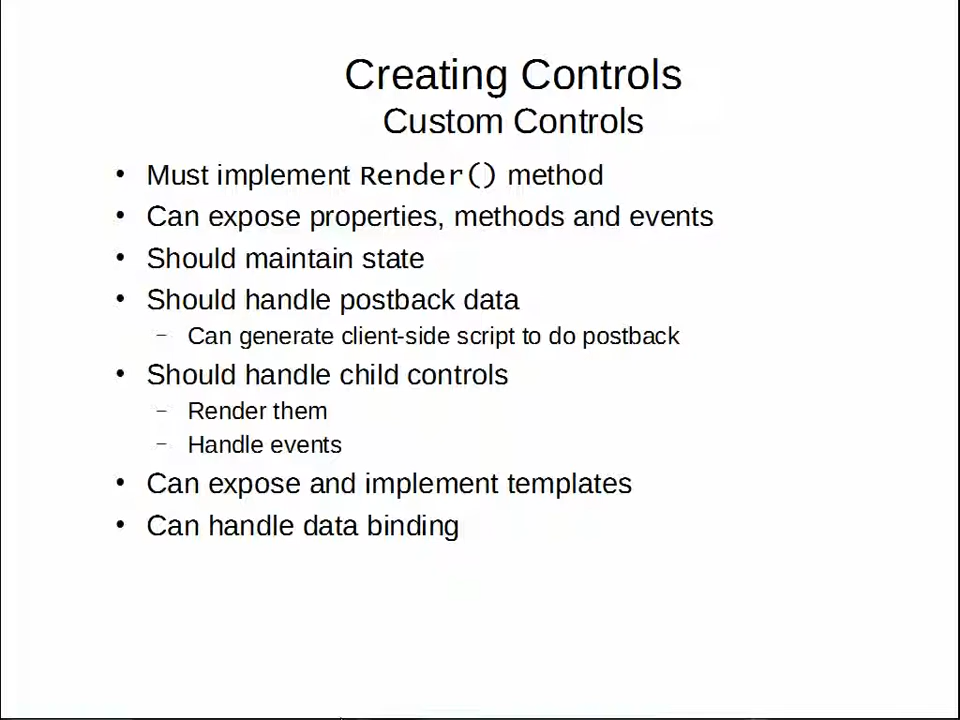 Creating Controls
Custom Controls
• Must implement Render() method
• Can expose properties, methods and events
• Should maintain state
• Should handle postback data
– Can generate client-side script to do postback
• Should handle child controls
– Render them
– Handle events
• Can expose and implement templates
• Can handle data binding